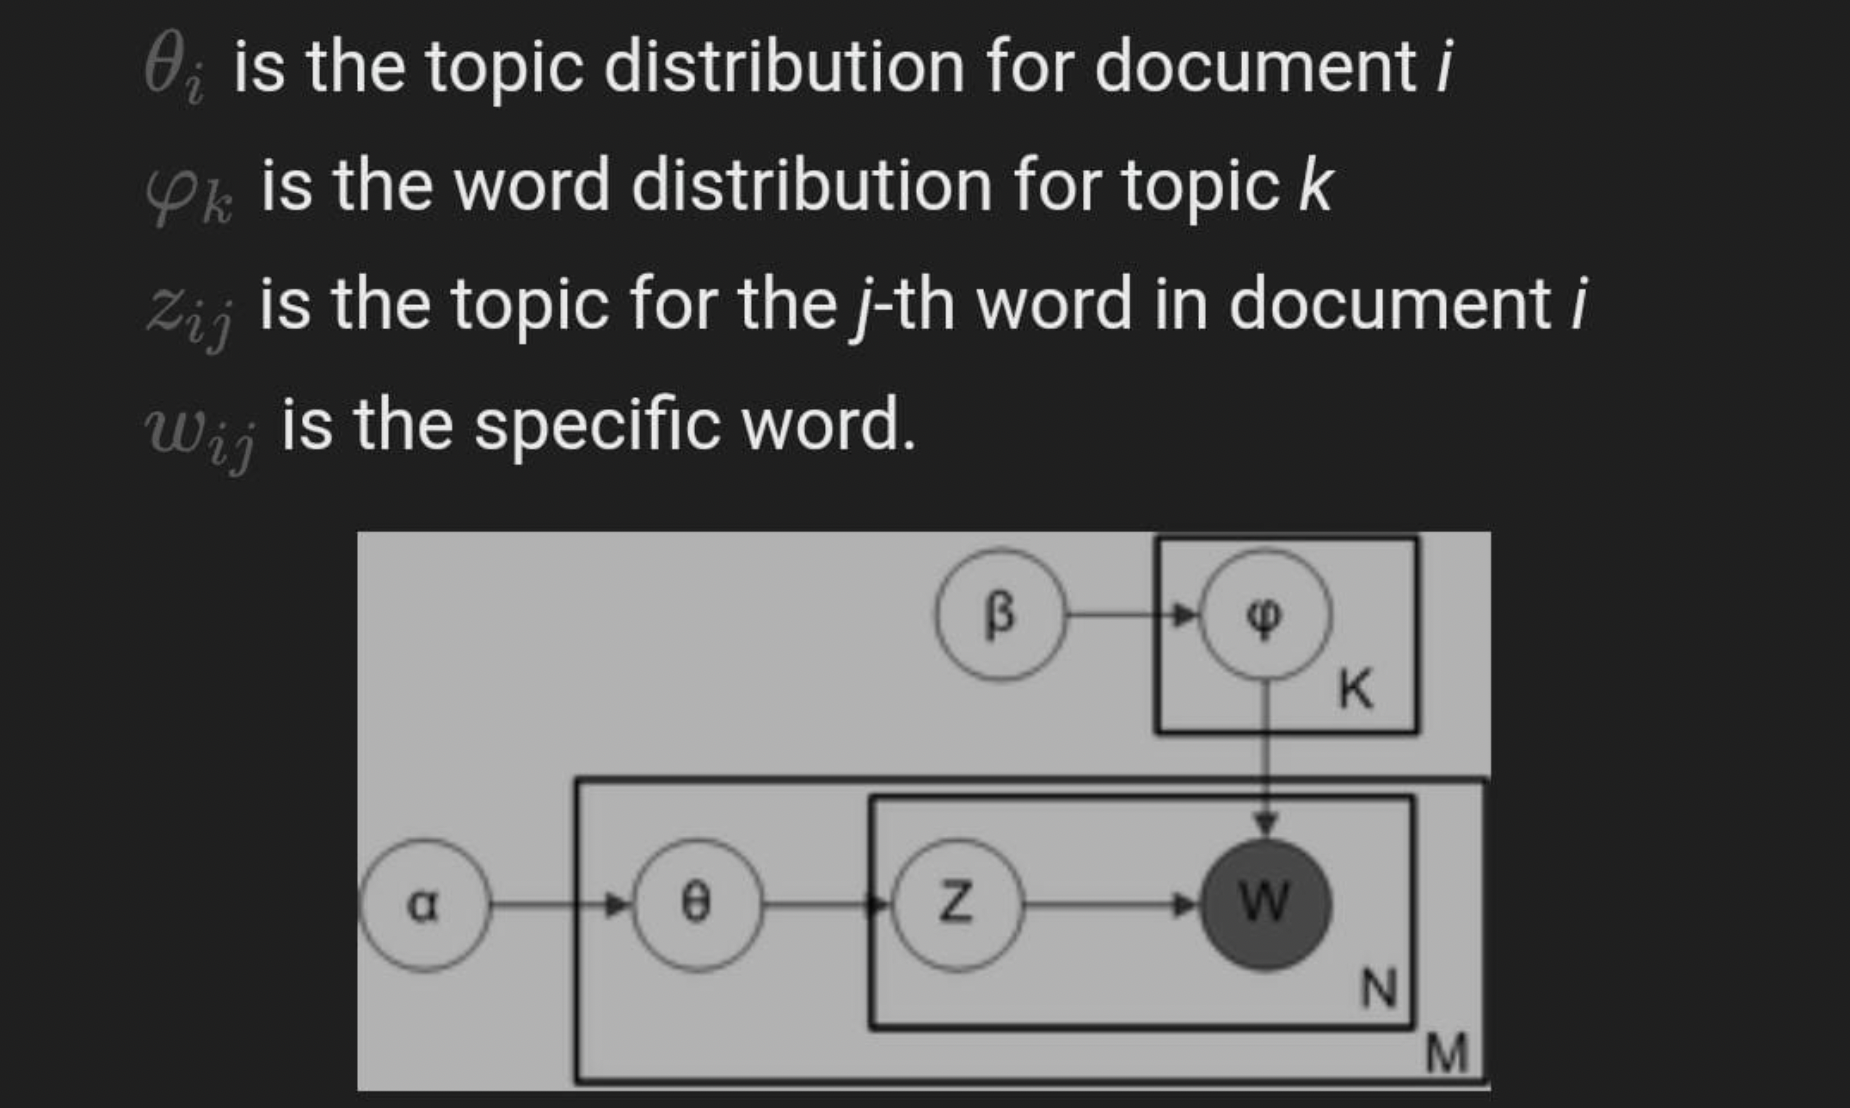 θᵢ is the topic distribution for document i
φₖ is the word distribution for topic k
zᵢⱼ is the topic for the j-th word in document i
wᵢⱼ is the specific word.
β φ
K
α θ Z W
N
M